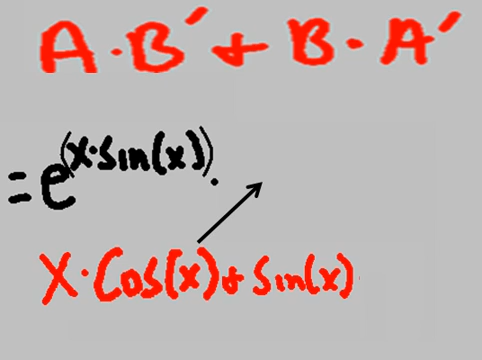 A·B′+B·A′
=e^(x·sin(x))·
x·Cos(x)+sin(x)